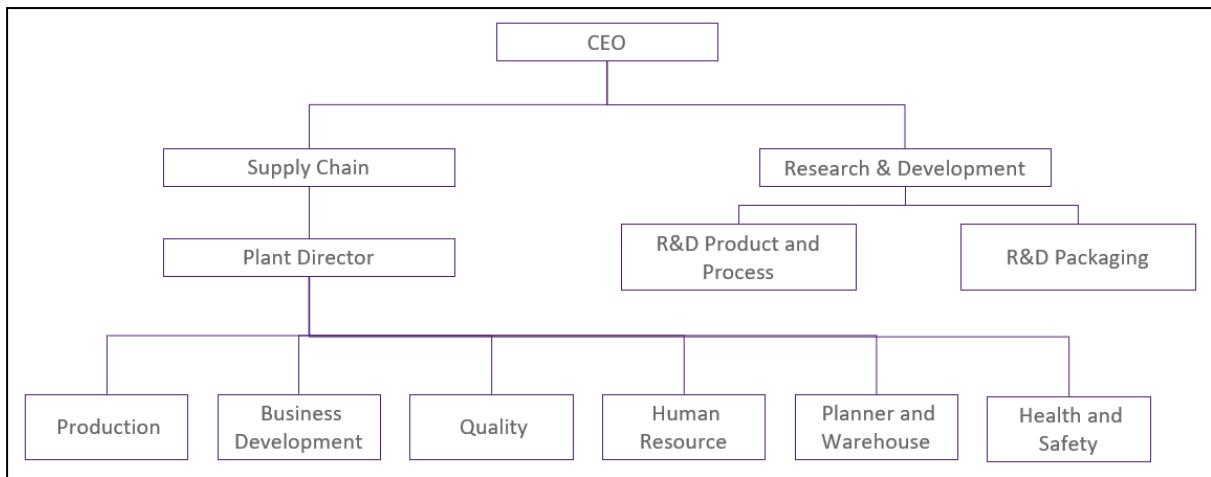 CEO
Supply Chain
Research & Development
Plant Director
R&D Product and
Process
R&D Packaging
Production
Business
Development
Quality
Human
Resource
Planner and
Warehouse
Health and
Safety